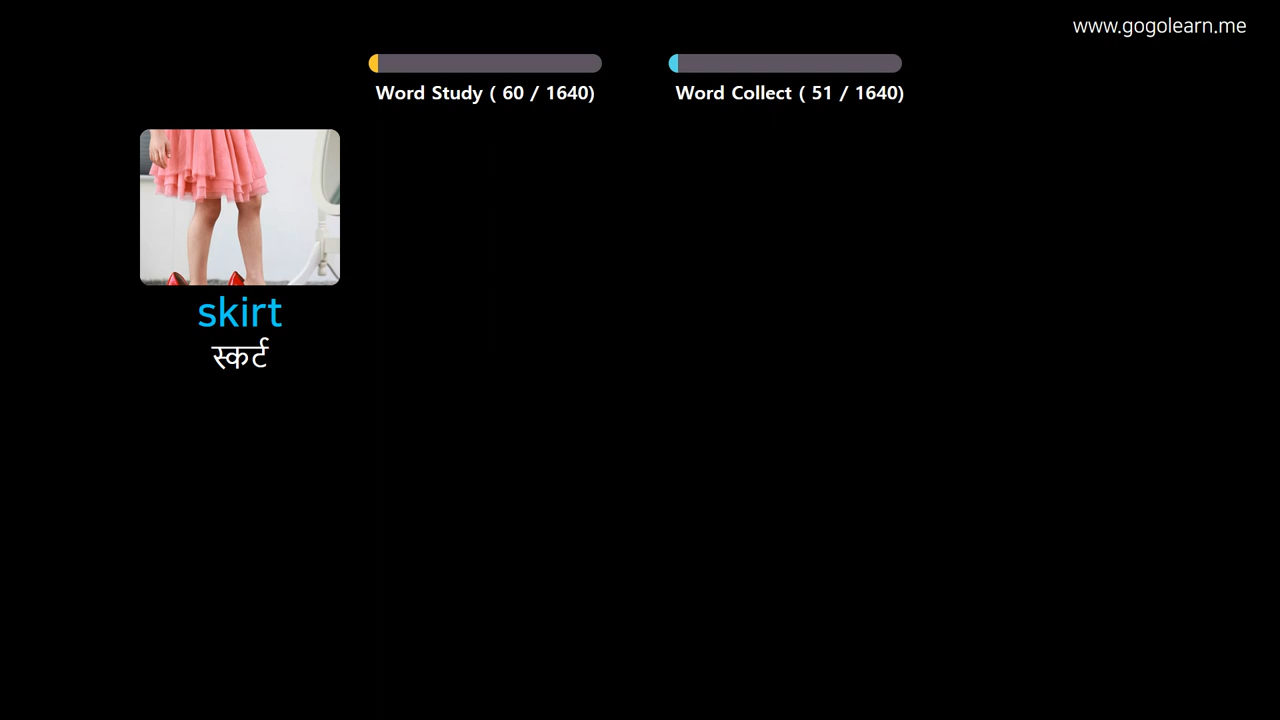 www.gogolearn.me
Word Study ( 60 / 1640)
Word Collect ( 51 / 1640)
skirt
स्कर्ट